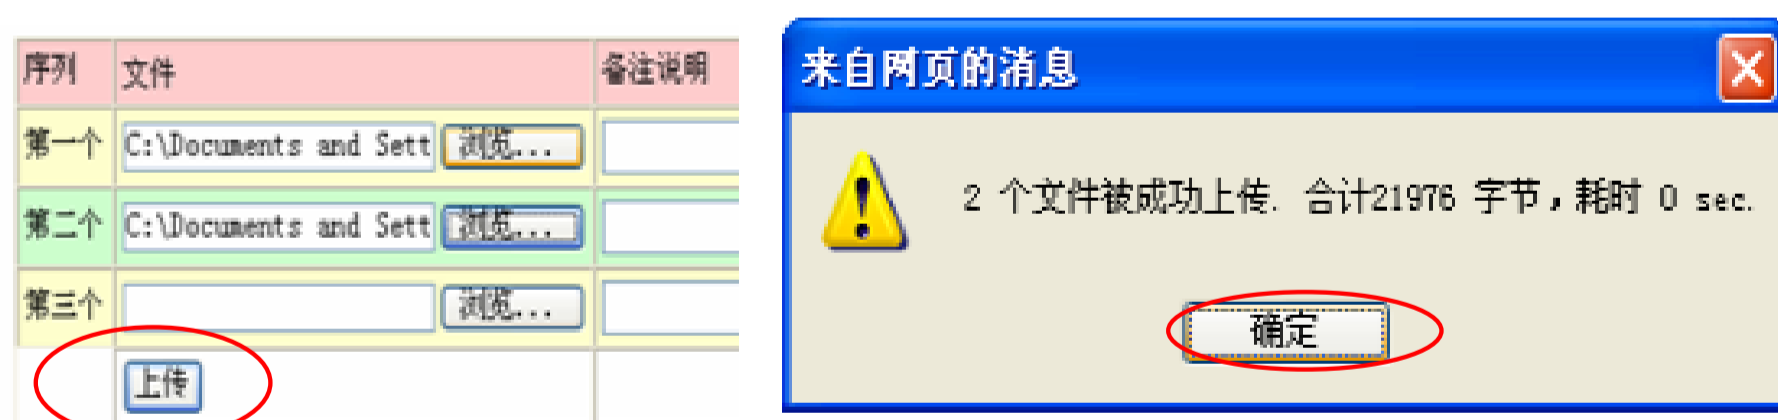 序列 文件 备注说明
第一个 C:\Documents and Sett 浏览...
第二个 C:\Documents and Sett 浏览...
第三个 浏览...
上传
来自网页的消息
2 个文件被成功上传. 合计21976 字节，耗时 0 sec.
确定